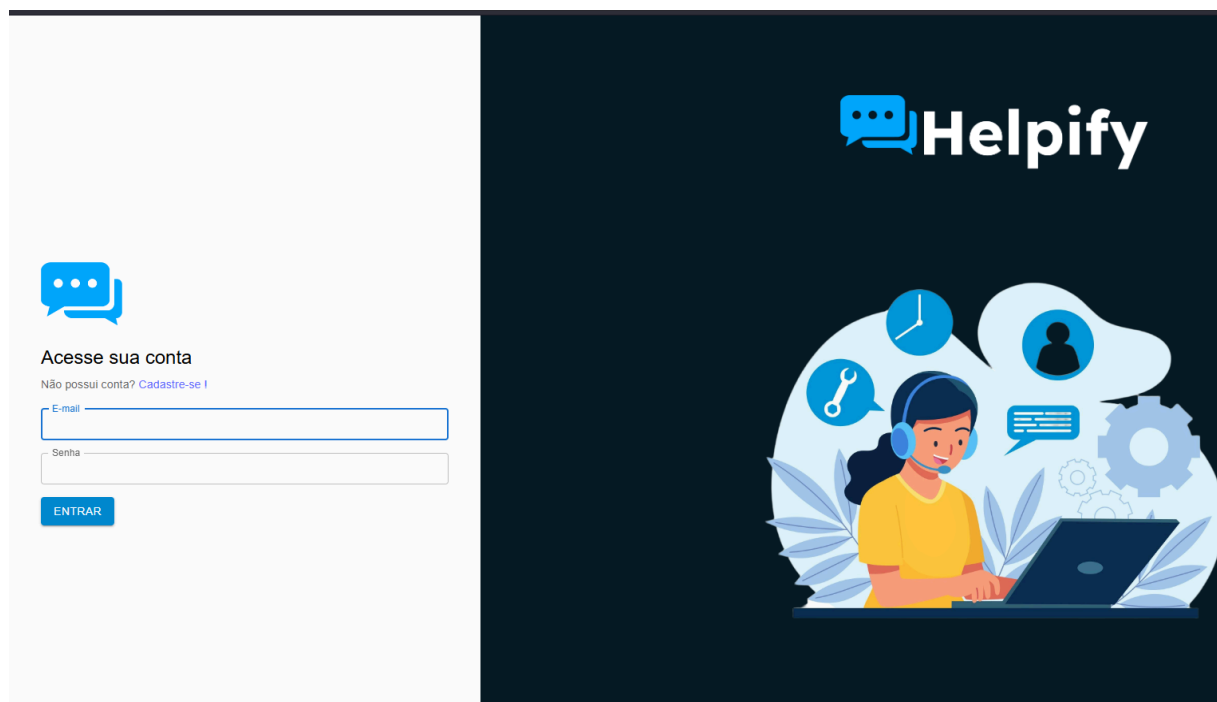 Helpify
Acesse sua conta
Não possui conta? Cadastre-se !
E-mail
Senha
ENTRAR